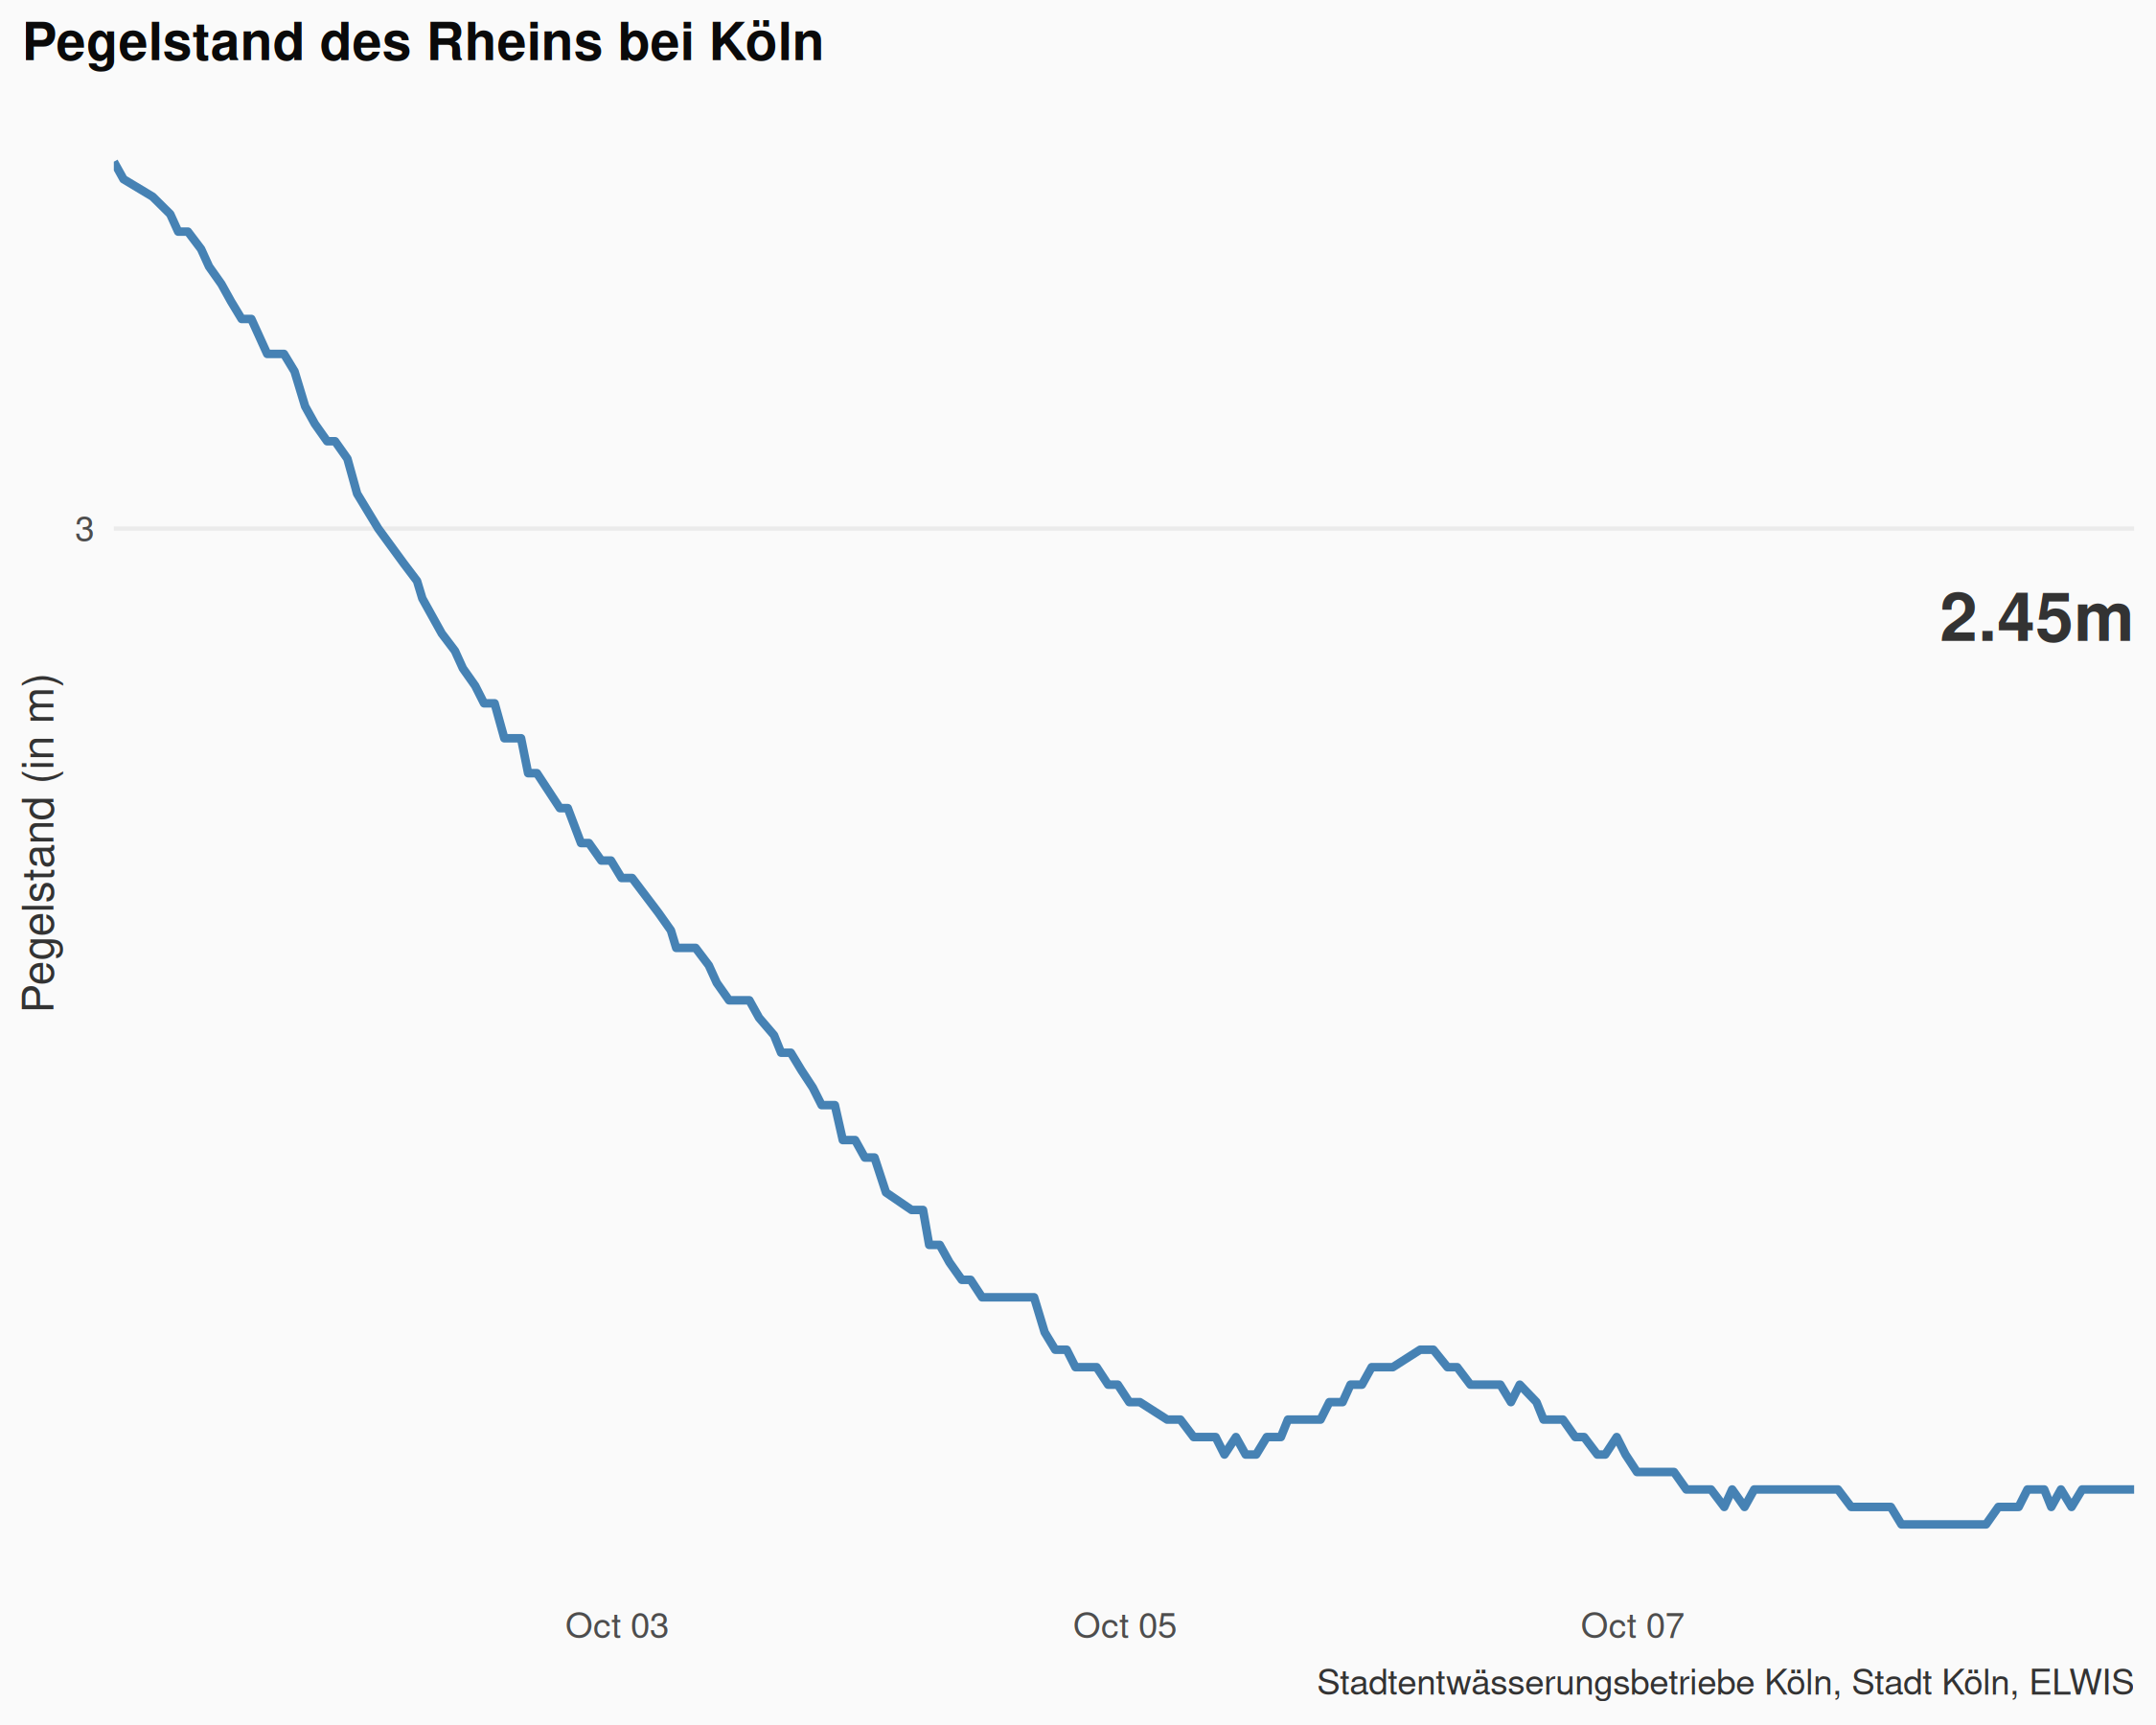 Pegelstand des Rheins bei Köln
3
2.45m
Pegelstand (in m)
Oct 03
Oct 05
Oct 07
Stadtentwässerungsbetriebe Köln, Stadt Köln, ELWIS